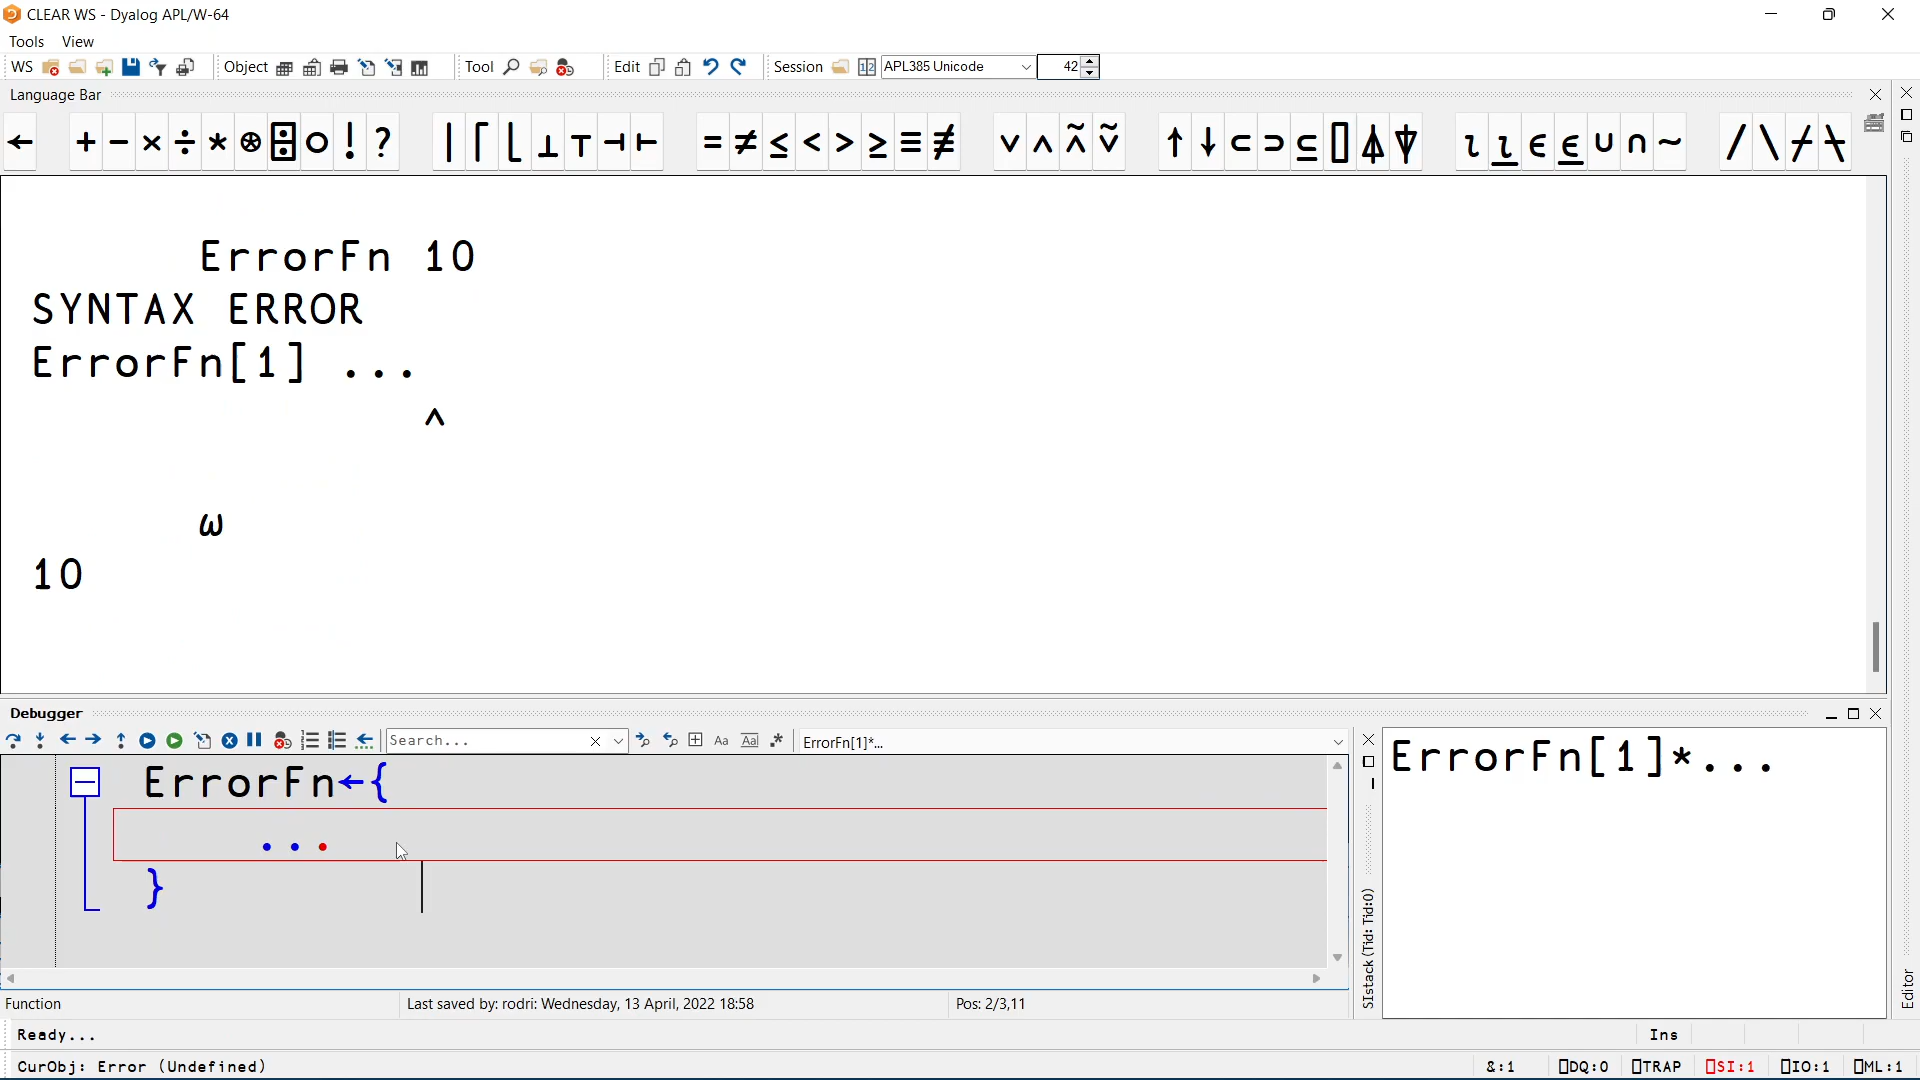 CLEAR WS - Dyalog APL/W-64
Tools View
WS Object Tool Edit Session APL385 Unicode 42
Language Bar
← + - × ÷ * ⍟ ⌹ ○ ! ? | ⌈ ⌊ ⊥ ⊤ ⊣ ⊢ = ≠ ≤ < > ≥ ≡ ≢ ∨ ∧ ⍲ ⍱ ↑ ↓ ⊂ ⊃ ⊆ ⌷ ⍋ ⍒ ⍳ ⍸ ∊ ⍷ ∪ ∩ ~ / \ ⌿ ⍀
ErrorFn 10
SYNTAX ERROR
ErrorFn[1] ...
^
⍵
10
Debugger
Search... Aa Aa ErrorFn[1]*...
ErrorFn←{
...
}
SIstack (Tid: Tid:0)
ErrorFn[1]*...
Editor
Function Last saved by: rodri: Wednesday, 13 April, 2022 18:58 Pos: 2/3,11
Ready... Ins
CurObj: Error (Undefined) &:1 ⎕DQ:0 ⎕TRAP ⎕SI:1 ⎕IO:1 ⎕ML:1